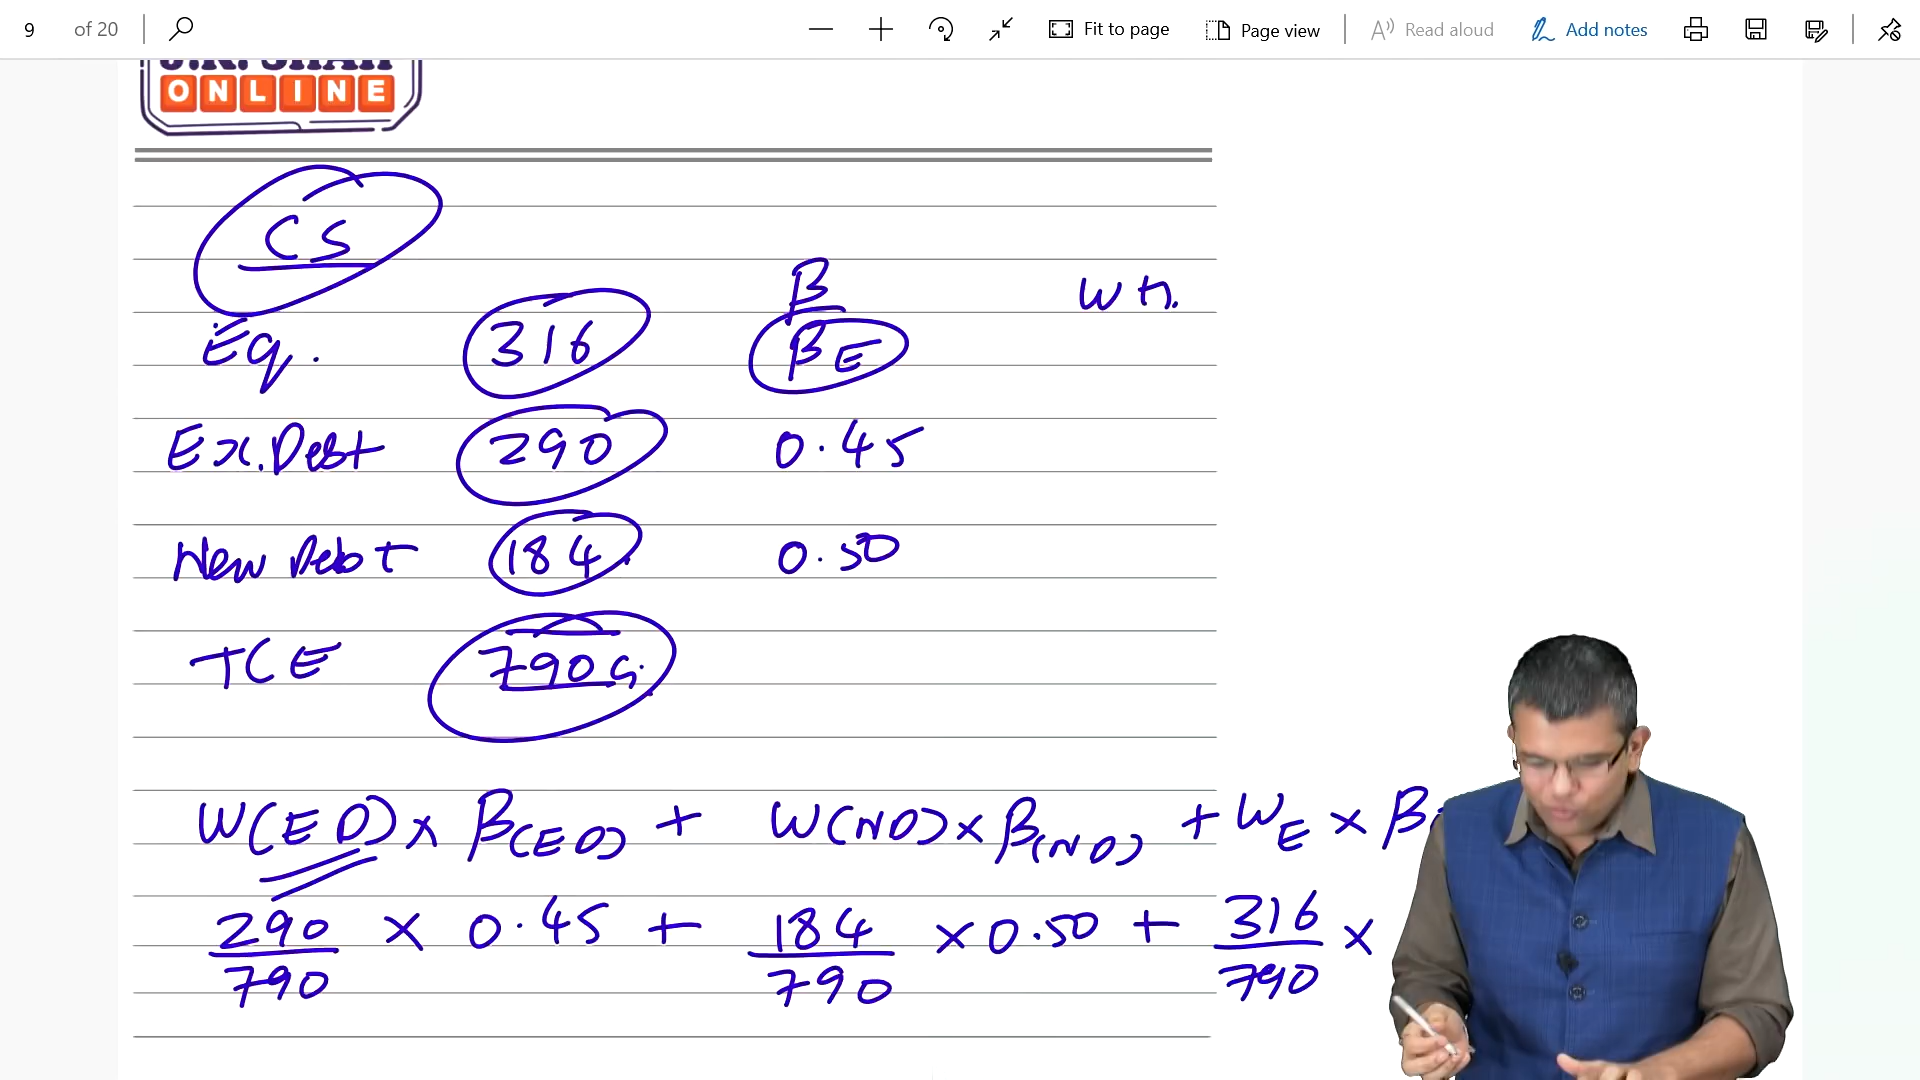 9 of 20 Fit to page Page view Read aloud Add notes
J.K. SHAH
ONLINE
CS
β Wt.
Eq. 316 βE
Ex. Debt 290 0.45
New Debt 184 0.50
TCE 790
W(ED) x β(ED) + W(ND) x β(ND) + WE x β
290/790 x 0.45 + 184/790 x 0.50 + 316/790 x